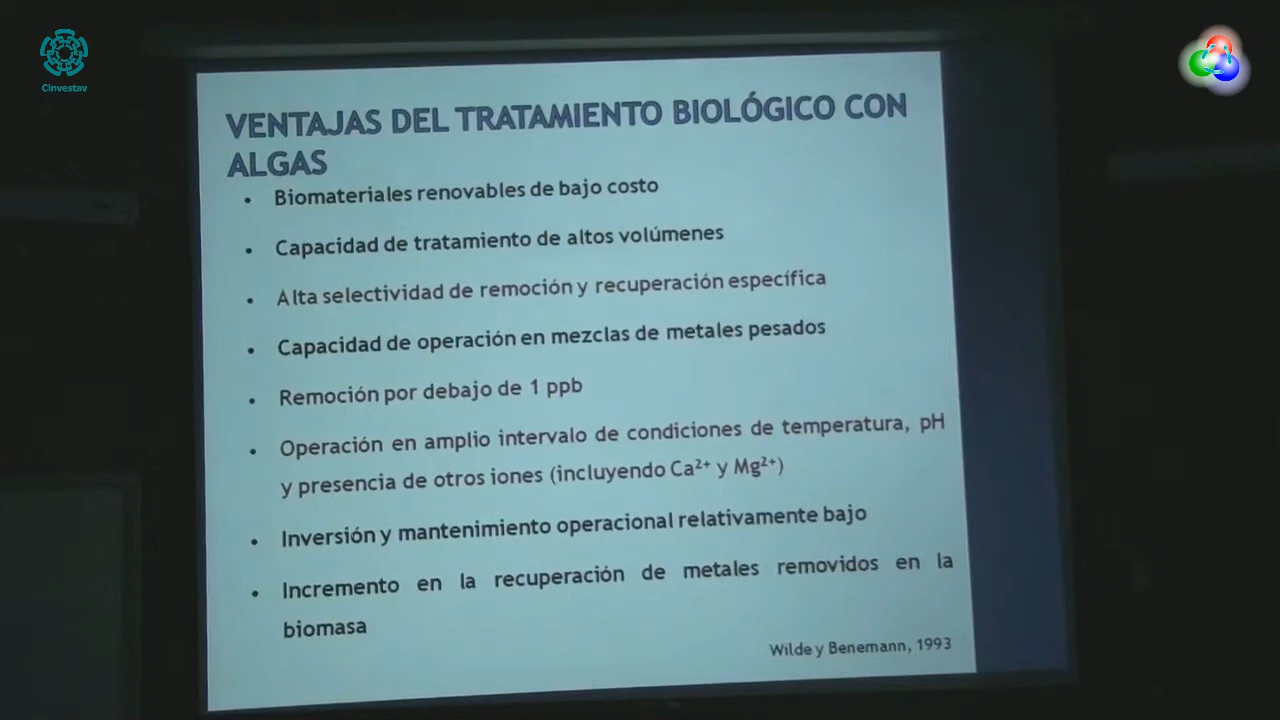 Cinvestav
VENTAJAS DEL TRATAMIENTO BIOLÓGICO CON
ALGAS
• Biomateriales renovables de bajo costo
• Capacidad de tratamiento de altos volúmenes
• Alta selectividad de remoción y recuperación específica
• Capacidad de operación en mezclas de metales pesados
• Remoción por debajo de 1 ppb
• Operación en amplio intervalo de condiciones de temperatura, pH
y presencia de otros iones (incluyendo Ca²⁺ y Mg²⁺)
• Inversión y mantenimiento operacional relativamente bajo
• Incremento en la recuperación de metales removidos en la
biomasa
Wilde y Benemann, 1993